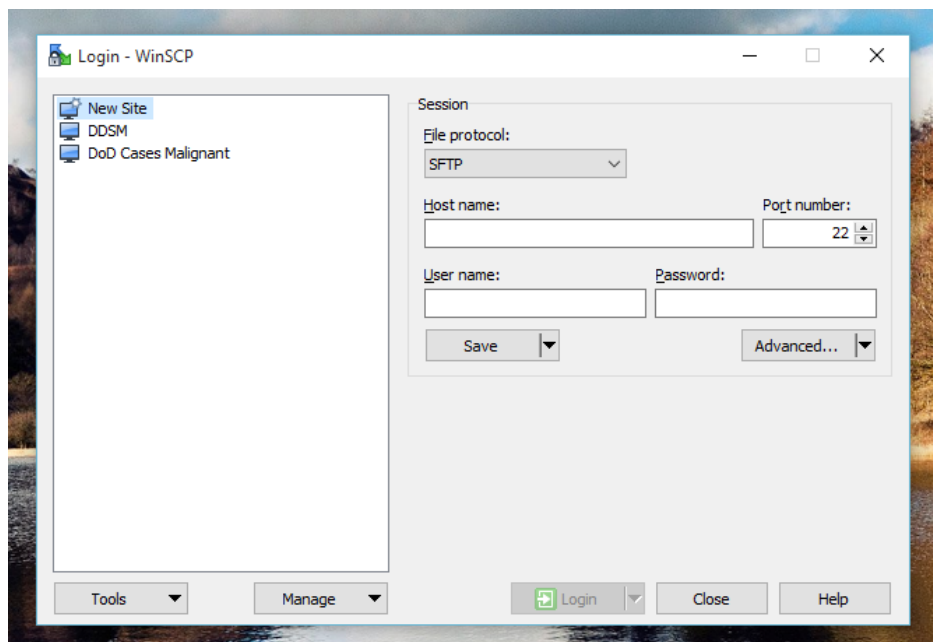 Login - WinSCP
New Site
DDSM
DoD Cases Malignant
Session
File protocol:
SFTP
Host name:
Port number:
22
User name:
Password:
Save
Advanced...
Tools
Manage
Login
Close
Help